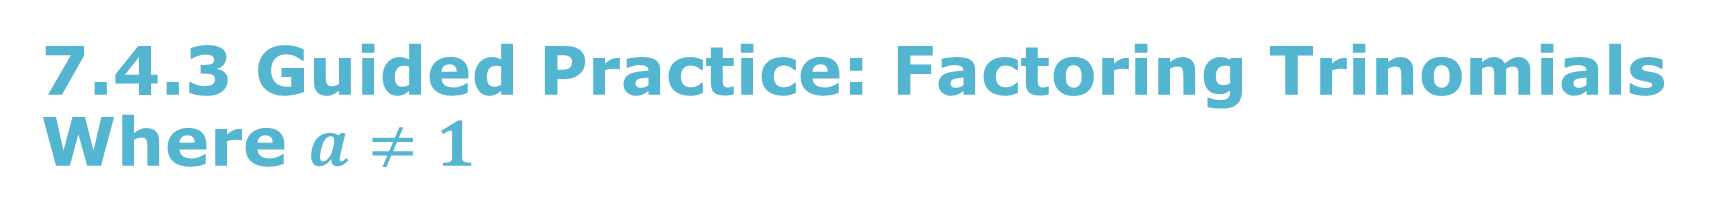 7.4.3 Guided Practice: Factoring Trinomials
Where a ≠ 1